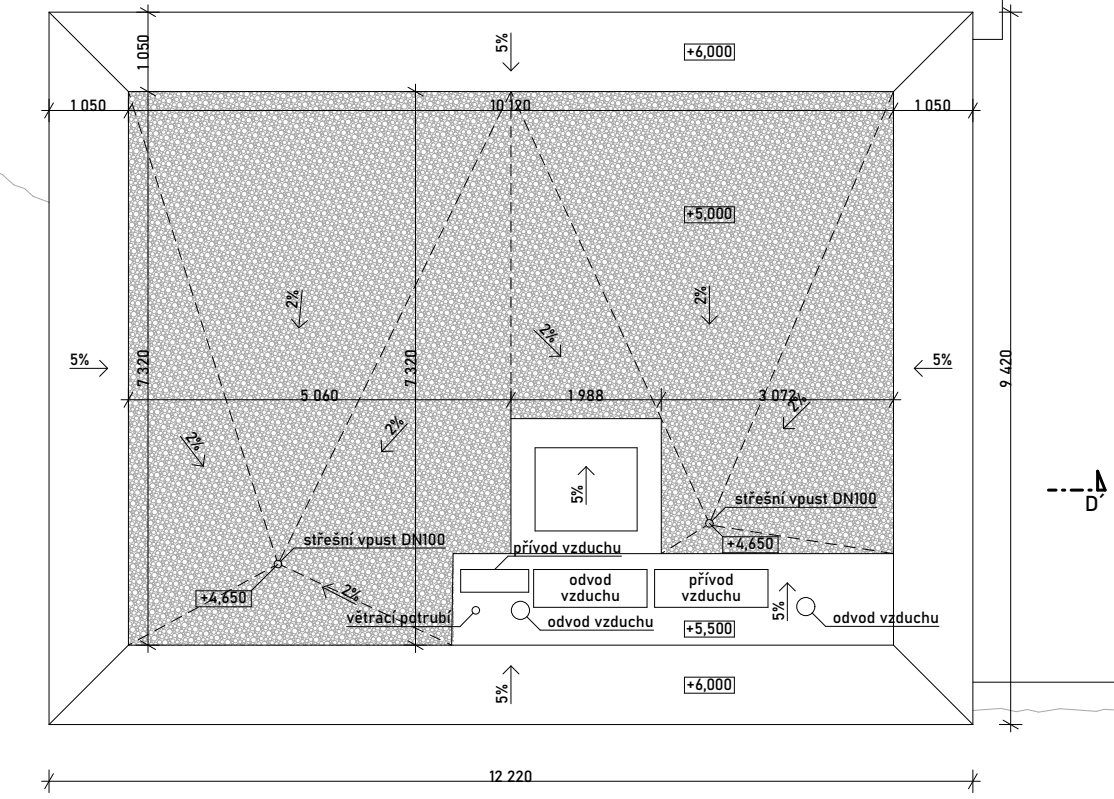 1 050
5%
+6,000
1 050
10 120
1 050
+5,000
2%
2%
2%
5%
7 320
7 320
5%
9 420
5 060
1 988
3 072
2%
2%
2%
5%
střešní vpust DN100
D'
střešní vpust DN100
přívod vzduchu
+4,650
odvod
vzduchu
přívod
vzduchu
+4,650
2%
5%
větrací potrubí
odvod vzduchu
+5,500
odvod vzduchu
5%
+6,000
12 220